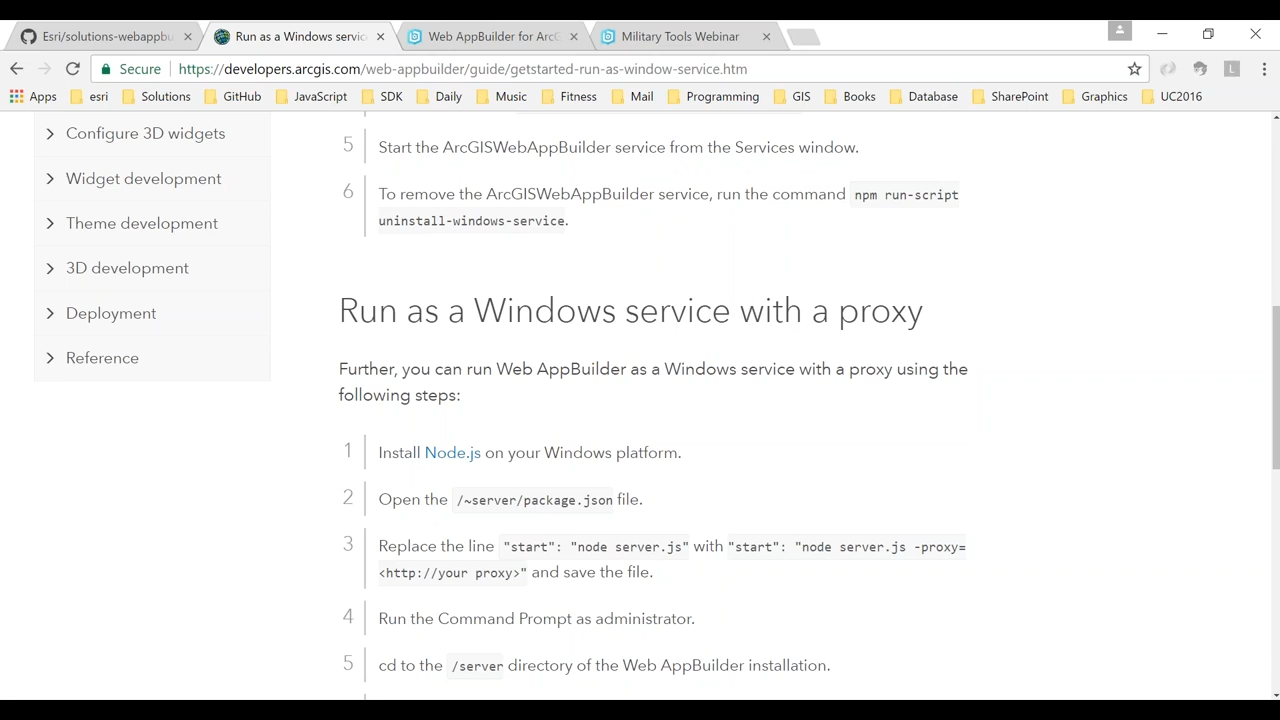 Esri/solutions-webappbu
Run as a Windows servic
Web AppBuilder for ArcG
Military Tools Webinar
Secure
https://developers.arcgis.com/web-appbuilder/guide/getstarted-run-as-window-service.htm
Apps esri Solutions GitHub JavaScript SDK Daily Music Fitness Mail Programming GIS Books Database SharePoint Graphics UC2016
L
Configure 3D widgets
Widget development
Theme development
3D development
Deployment
Reference
5 Start the ArcGISWebAppBuilder service from the Services window.
6 To remove the ArcGISWebAppBuilder service, run the command npm run-script
uninstall-windows-service.
Run as a Windows service with a proxy
Further, you can run Web AppBuilder as a Windows service with a proxy using the
following steps:
1 Install Node.js on your Windows platform.
2 Open the /~server/package.json file.
3 Replace the line "start": "node server.js" with "start": "node server.js -proxy=
<http://your proxy>" and save the file.
4 Run the Command Prompt as administrator.
5 cd to the /server directory of the Web AppBuilder installation.